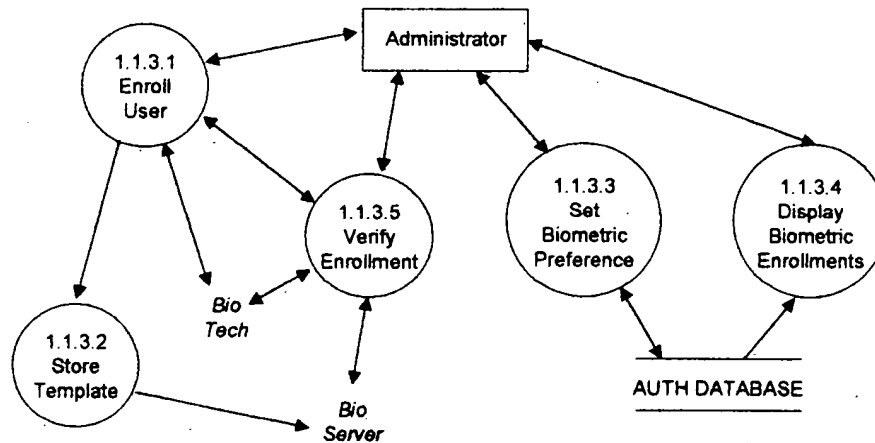 Administrator
1.1.3.1
Enroll
User
1.1.3.5
Verify
Enrollment
1.1.3.3
Set
Biometric
Preference
1.1.3.4
Display
Biometric
Enrollments
Bio
Tech
1.1.3.2
Store
Template
Bio
Server
AUTH DATABASE